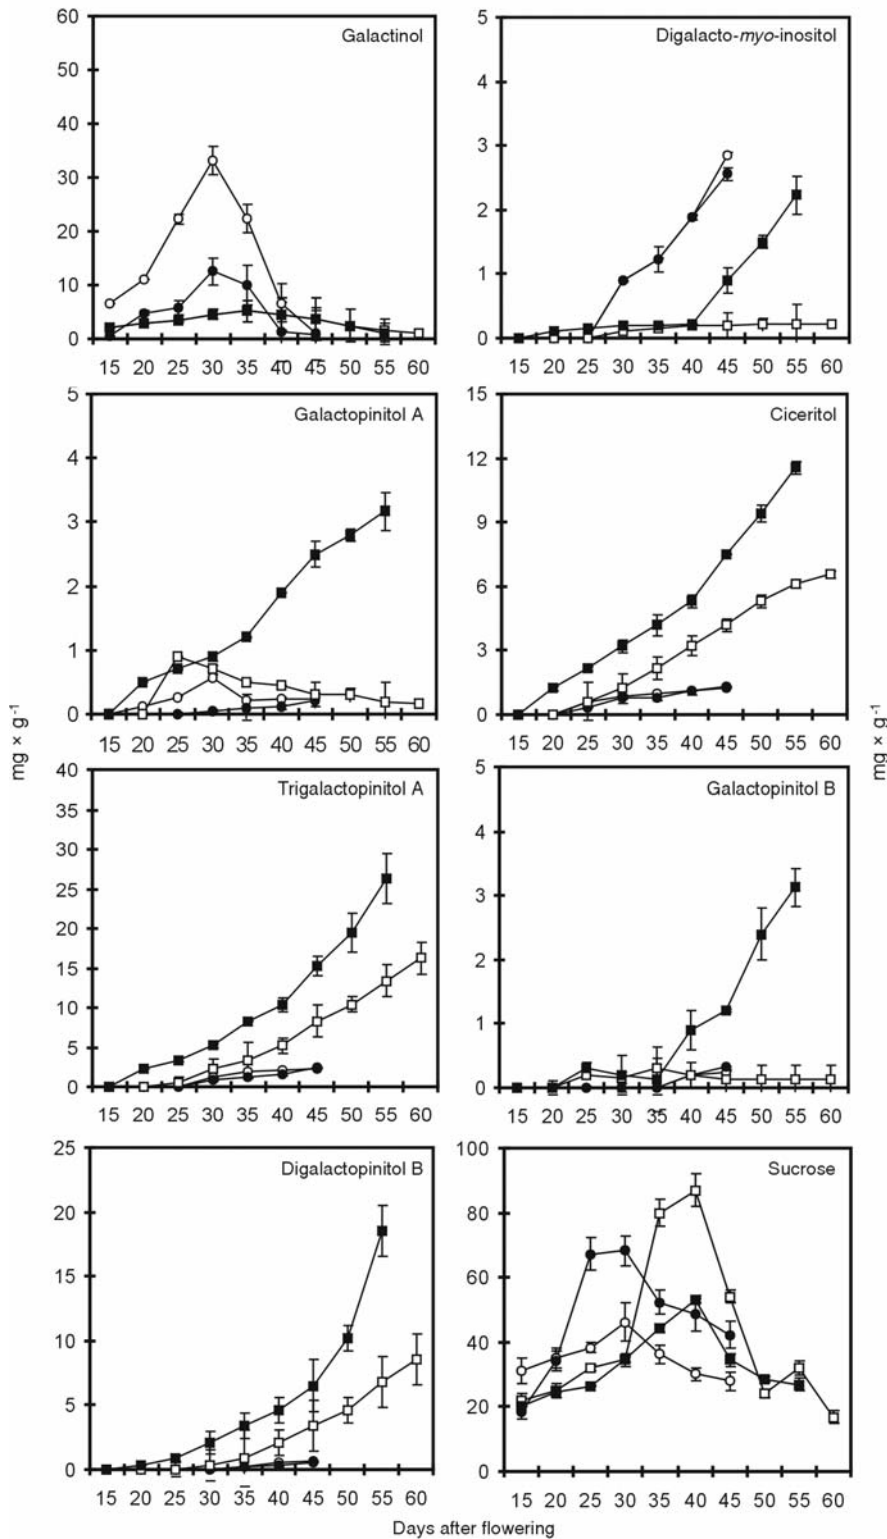 Galactinol
60
50
40
30
20
10
0
15 20 25 30 35 40 45 50 55 60
Digalacto-myo-inositol
5
4
3
2
1
0
15 20 25 30 35 40 45 50 55 60
Galactopinitol A
5
4
3
2
1
0
15 20 25 30 35 40 45 50 55 60
Ciceritol
15
12
9
6
3
0
15 20 25 30 35 40 45 50 55 60
mg × g⁻¹
mg × g⁻¹
Trigalactopinitol A
40
35
30
25
20
15
10
5
0
15 20 25 30 35 40 45 50 55 60
Galactopinitol B
5
4
3
2
1
0
15 20 25 30 35 40 45 50 55 60
Digalactopinitol B
25
20
15
10
5
0
15 20 25 30 35 40 45 50 55 60
Sucrose
100
80
60
40
20
0
15 20 25 30 35 40 45 50 55 60
Days after flowering